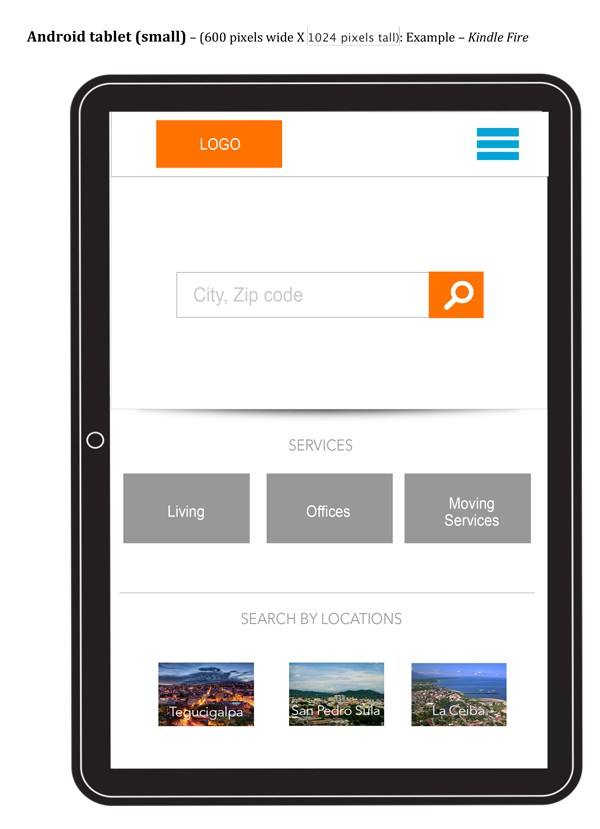 Android tablet (small) – (600 pixels wide X 1024 pixels tall): Example – Kindle Fire
LOGO
City, Zip code
SERVICES
Living
Offices
Moving
Services
SEARCH BY LOCATIONS
Tegucigalpa
San Pedro Sula
La Ceiba